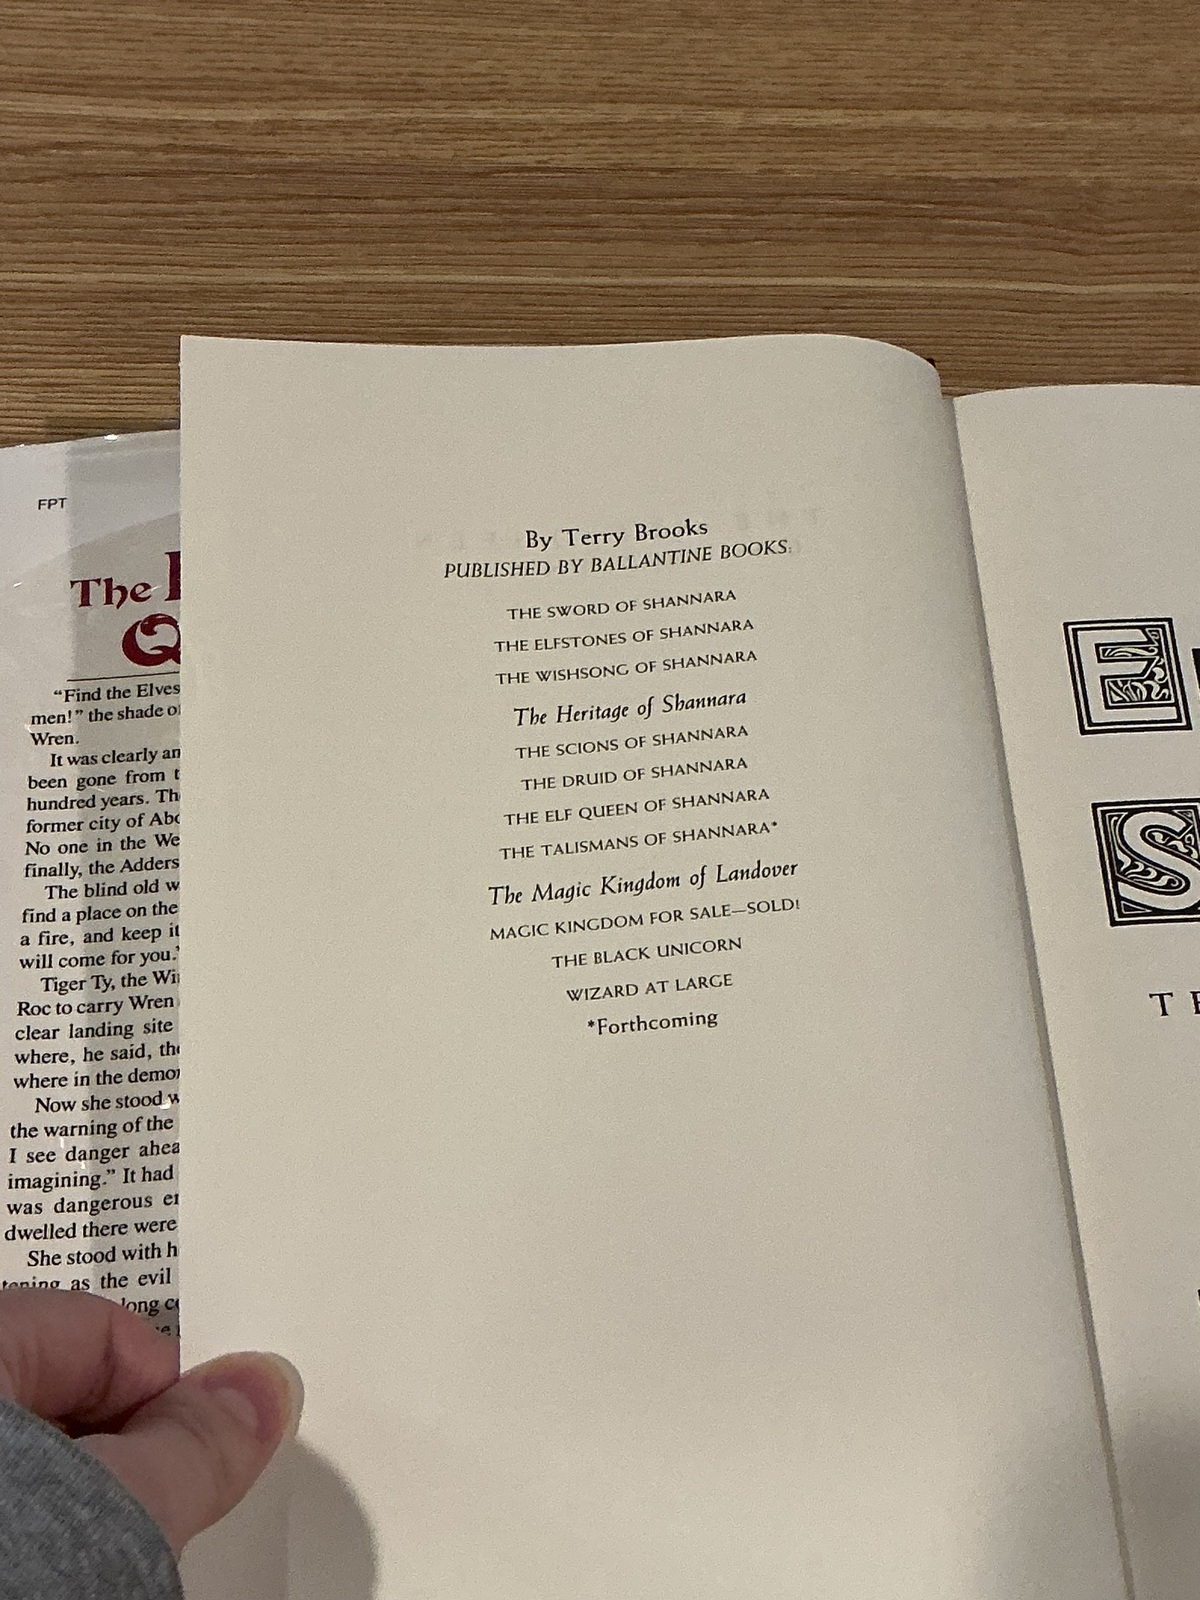 FPT
The
Q
"Find the Elves
men!" the shade
Wren.
It was clearly an
been gone from
hundred years.
former city of
No one in the
finally, the Adders
The blind old
find a place on the
a fire, and keep it
will come for you.
Tiger Ty, the
Roc to carry Wren
clear landing site
where, he said,
where in the
Now she stood
the warning of the
I see danger
imagining." It had
was dangerous
dwelled there were
She stood with
as the evil
long
By Terry Brooks
PUBLISHED BY BALLANTINE BOOKS:
THE SWORD OF SHANNARA
THE ELFSTONES OF SHANNARA
THE WISHSONG OF SHANNARA
The Heritage of Shannara
THE SCIONS OF SHANNARA
THE DRUID OF SHANNARA
THE ELF QUEEN OF SHANNARA
THE TALISMANS OF SHANNARA*
The Magic Kingdom of Landover
MAGIC KINGDOM FOR SALE—SOLD!
THE BLACK UNICORN
WIZARD AT LARGE
*Forthcoming
E
S
T